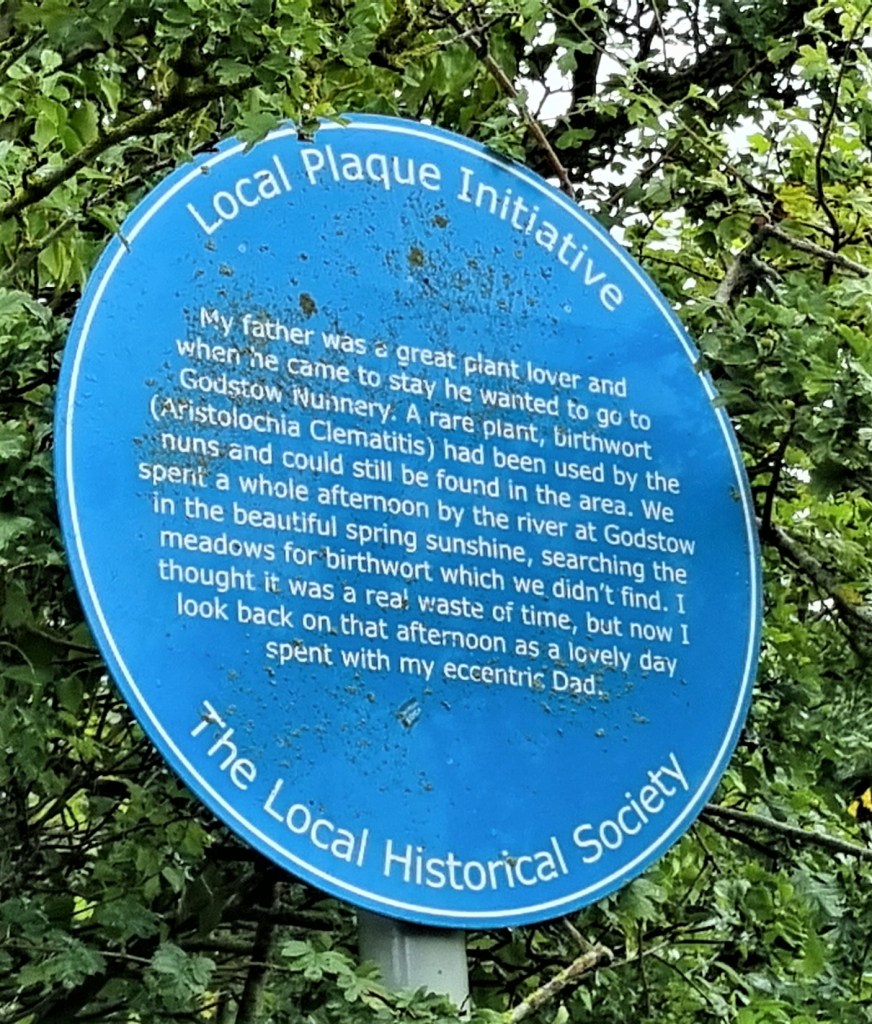 Local Plaque Initiative
My father was a great plant lover and
when he came to stay he wanted to go to
Godstow Nunnery. A rare plant, birthwort
(Aristolochia Clematitis) had been used by the
nuns and could still be found in the area. We
spent a whole afternoon by the river at Godstow
in the beautiful spring sunshine, searching the
meadows for birthwort which we didn't find. I
thought it was a real waste of time, but now I
look back on that afternoon as a lovely day
spent with my eccentric Dad.
The Local Historical Society